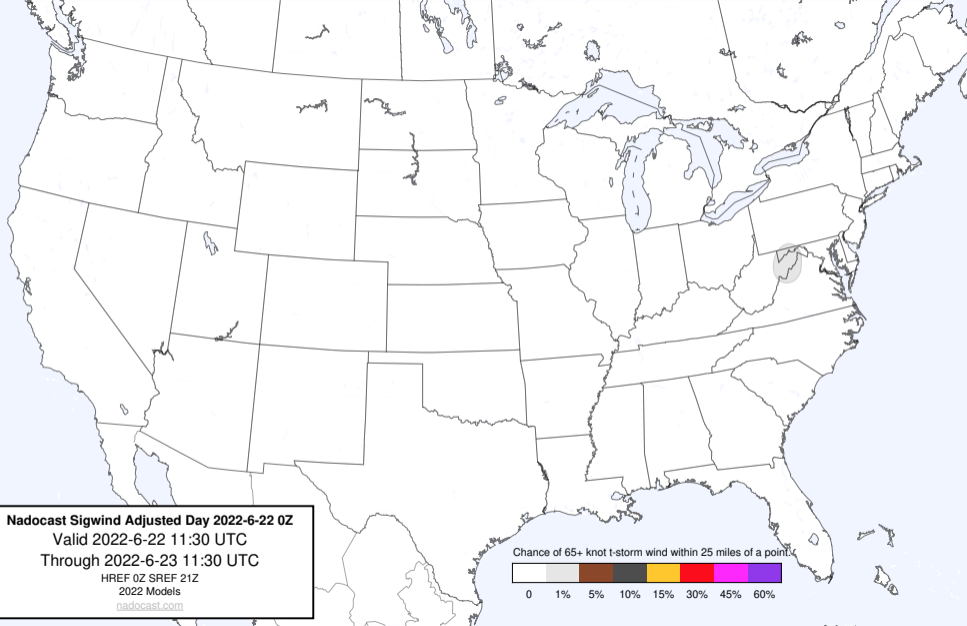 Nadocast Sigwind Adjusted Day 2022-6-22 0Z
Valid 2022-6-22 11:30 UTC
Through 2022-6-23 11:30 UTC
HREF 0Z SREF 21Z
2022 Models
nadocast.com
Chance of 65+ knot t-storm wind within 25 miles of a point.
0 1% 5% 10% 15% 30% 45% 60%